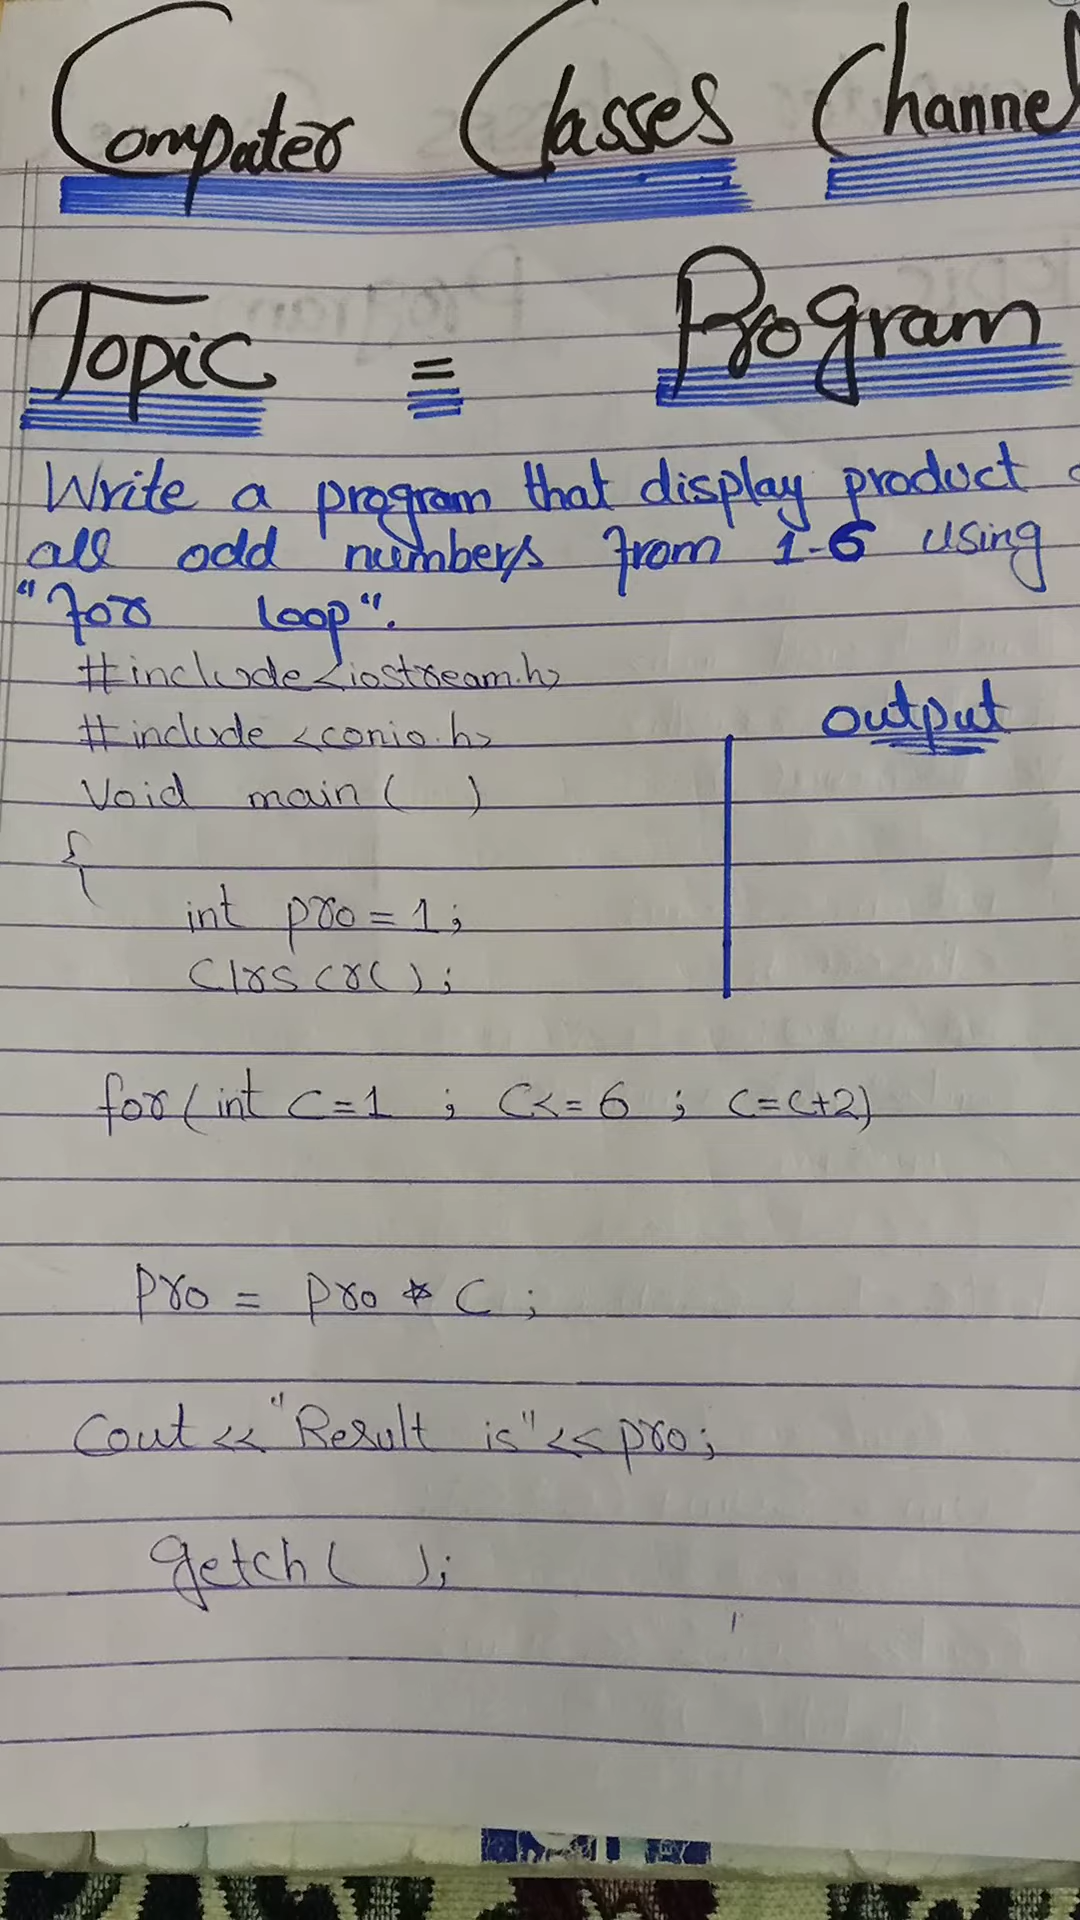 Computer Classes Channel
Topic = Program
Write a program that display product
all odd numbers from 1-6 using
"for loop".
#include<iostream.h>
#include <conio.h>
output
Void main( )
{
int pro=1;
Clrscr();
for(int C=1 ; C<=6 ; C=C+2)
pro = pro * C ;
Cout<<"Result is"<<pro;
getch( );